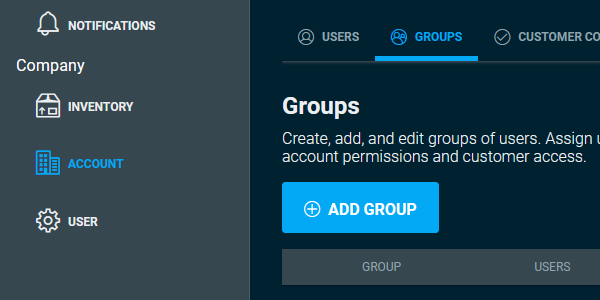 NOTIFICATIONS
Company
INVENTORY
ACCOUNT
USER
USERS GROUPS CUSTOMER CO
Groups
Create, add, and edit groups of users. Assign
account permissions and customer access.
ADD GROUP
GROUP USERS